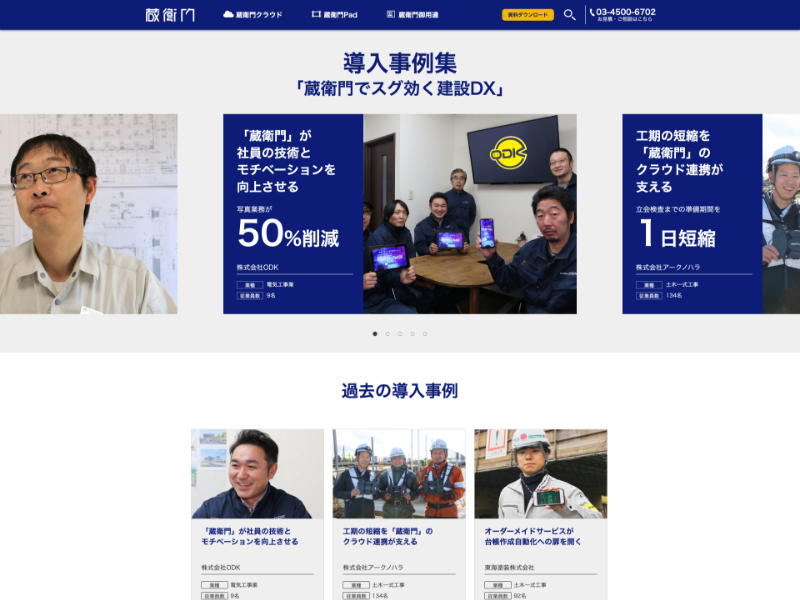 蔵衛門
蔵衛門クラウド
蔵衛門Pad
蔵衛門御用達
資料ダウンロード
03-4500-6702
お見積・ご相談はこちら
導入事例集
「蔵衛門でスグ効く建設DX」
「蔵衛門」が
社員の技術と
モチベーションを
向上させる
写真業務が
50%削減
株式会社ODK
業種 電気工事業
従業員数 9名
ODK
工期の短縮を
「蔵衛門」の
クラウド連携が
支える
立会検査までの準備期間を
1日短縮
株式会社アークノハラ
業種 土木一式工事
従業員数 134名
過去の導入事例
「蔵衛門」が社員の技術と
モチベーションを向上させる
株式会社ODK
業種 電気工事業
従業員数 9名
工期の短縮を「蔵衛門」の
クラウド連携が支える
株式会社アークノハラ
業種 土木一式工事
従業員数 134名
オーダーメイドサービスが
台帳作成自動化への扉を開く
東海塗装株式会社
業種 土木一式工事
従業員数 92名